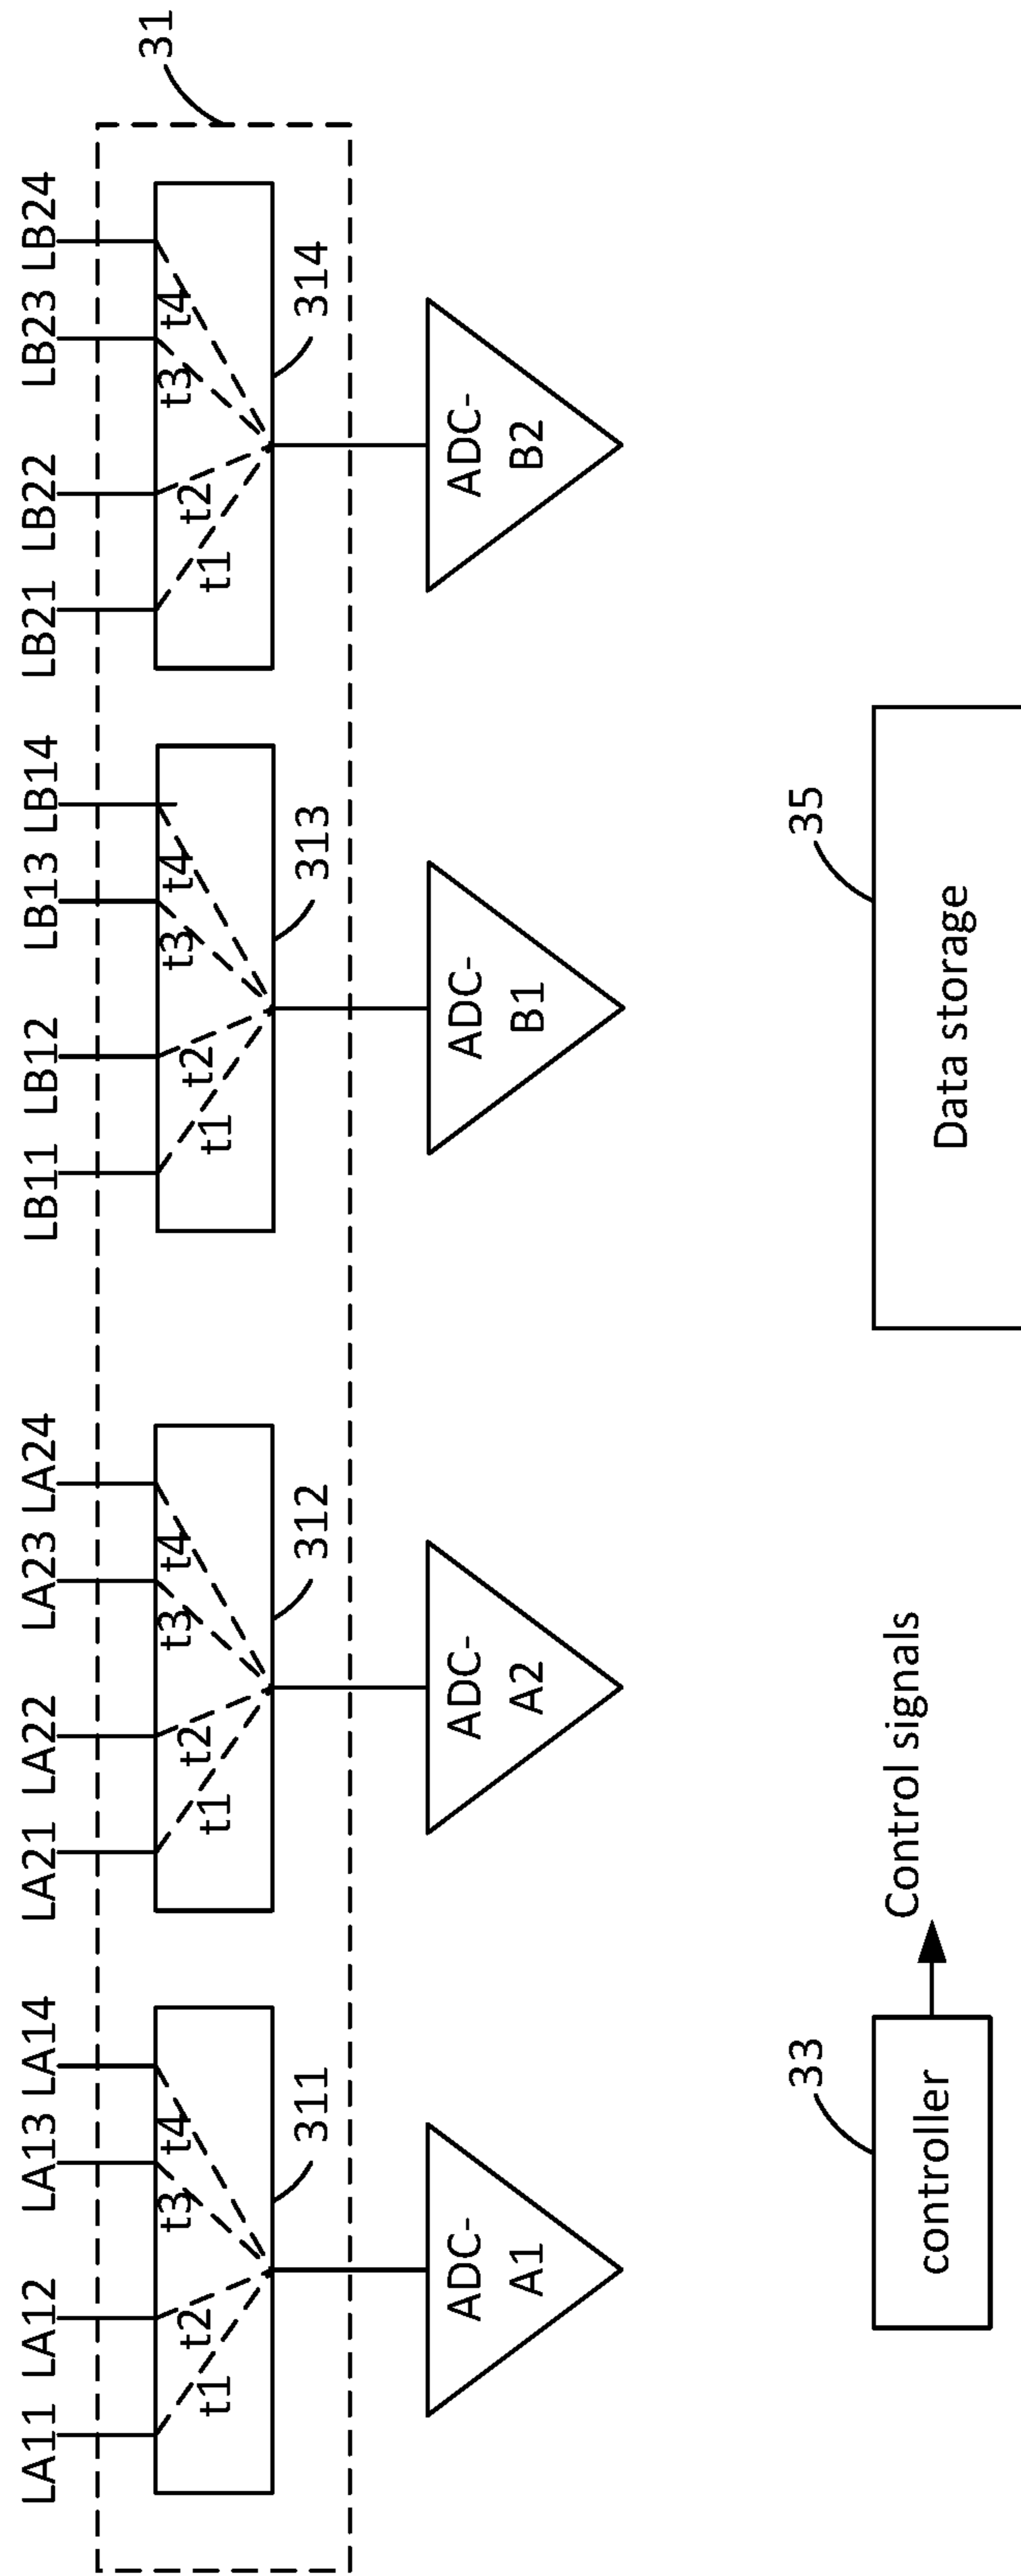 31
LA11 LA12 LA13 LA14 LA21 LA22 LA23 LA24 LB11 LB12 LB13 LB14 LB21 LB22 LB23 LB24
t1 t2 t3 t4 t1 t2 t3 t4 t1 t2 t3 t4 t1 t2 t3 t4
311 312 313 314
ADC- ADC- ADC- ADC-
A1 A2 B1 B2
33 35
Control signals
controller Data storage